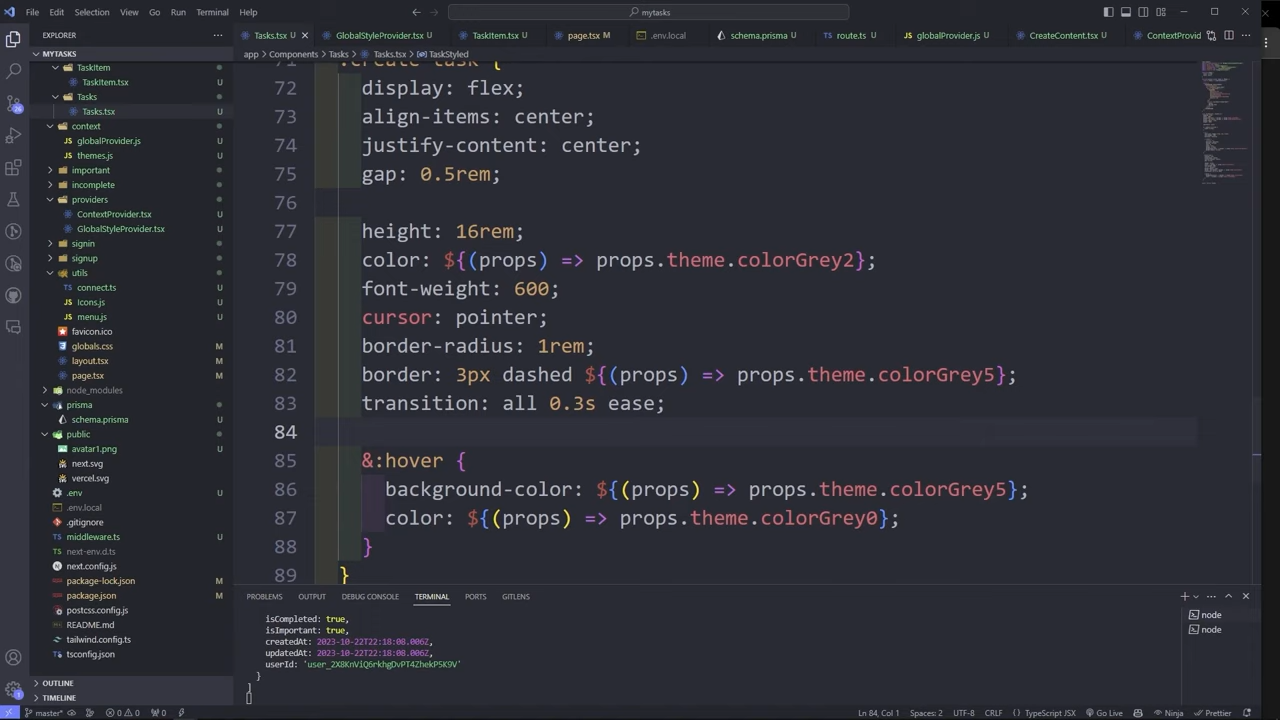 File Edit Selection View Go Run Terminal Help
mytasks
EXPLORER
Tasks.tsx U
GlobalStyleProvider.tsx U
TaskItem.tsx U
page.tsx M
.env.local
schema.prisma U
route.ts U
globalProvider.js U
CreateContent.tsx U
ContextProvid
MYTASKS
app > Components > Tasks > Tasks.tsx > TaskStyled
TaskItem
TaskItem.tsx U
Tasks
Tasks.tsx U
context
globalProvider.js U
themes.js U
important
incomplete
providers
ContextProvider.tsx U
GlobalStyleProvider.tsx U
signin
signup
utils
connect.ts U
Icons.js U
menu.js U
favicon.ico
globals.css M
layout.tsx M
page.tsx M
node_modules
prisma
schema.prisma U
public
avatar1.png U
next.svg
vercel.svg
.env U
.env.local
.gitignore
middleware.ts U
next-env.d.ts
next.config.js
package-lock.json M
package.json M
postcss.config.js
README.md
tailwind.config.ts
tsconfig.json
OUTLINE
TIMELINE
71 .create-task {
72 display: flex;
73 align-items: center;
74 justify-content: center;
75 gap: 0.5rem;
76
77 height: 16rem;
78 color: ${(props) => props.theme.colorGrey2};
79 font-weight: 600;
80 cursor: pointer;
81 border-radius: 1rem;
82 border: 3px dashed ${(props) => props.theme.colorGrey5};
83 transition: all 0.3s ease;
84
85 &:hover {
86 background-color: ${(props) => props.theme.colorGrey5};
87 color: ${(props) => props.theme.colorGrey0};
88 }
89 }
PROBLEMS OUTPUT DEBUG CONSOLE TERMINAL PORTS GITLENS
isCompleted: true,
isImportant: true,
createdAt: 2023-10-22T22:18:08.006Z,
updatedAt: 2023-10-22T22:18:08.006Z,
userId: 'user_2X8KnViQ6rkhgDvPT4ZhekP5K9V'
}
]
node
node
master* 0 0 0 Ln 84, Col 1 Spaces: 2 UTF-8 CRLF TypeScript JSX Go Live Ninja Prettier